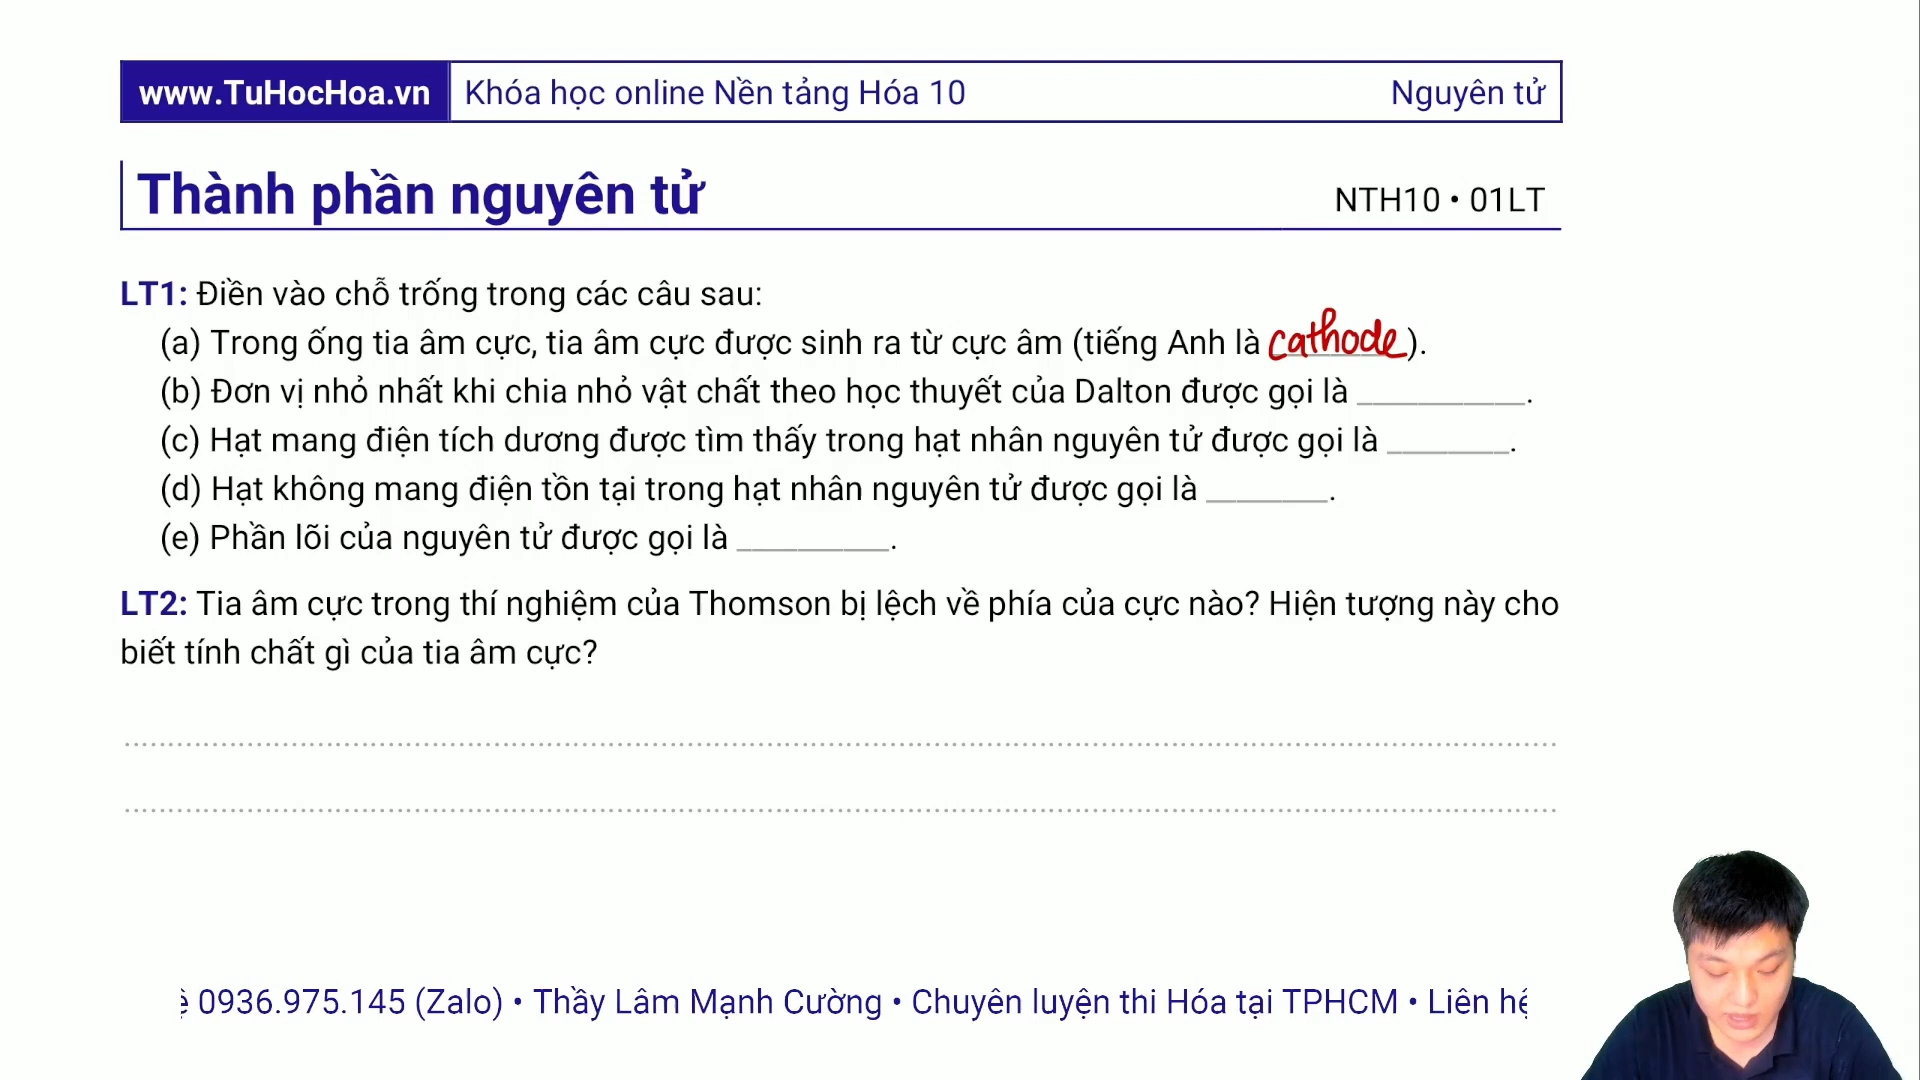 www.TuHocHoa.vn Khóa học online Nền tảng Hóa 10 Nguyên tử
Thành phần nguyên tử NTH10 • 01LT
LT1: Điền vào chỗ trống trong các câu sau:
(a) Trong ống tia âm cực, tia âm cực được sinh ra từ cực âm (tiếng Anh là cathode).
(b) Đơn vị nhỏ nhất khi chia nhỏ vật chất theo học thuyết của Dalton được gọi là ___________.
(c) Hạt mang điện tích dương được tìm thấy trong hạt nhân nguyên tử được gọi là ________.
(d) Hạt không mang điện tồn tại trong hạt nhân nguyên tử được gọi là ________.
(e) Phần lõi của nguyên tử được gọi là __________.
LT2: Tia âm cực trong thí nghiệm của Thomson bị lệch về phía của cực nào? Hiện tượng này cho
biết tính chất gì của tia âm cực?
0936.975.145 (Zalo) • Thầy Lâm Mạnh Cường • Chuyên luyện thi Hóa tại TPHCM • Liên hệ